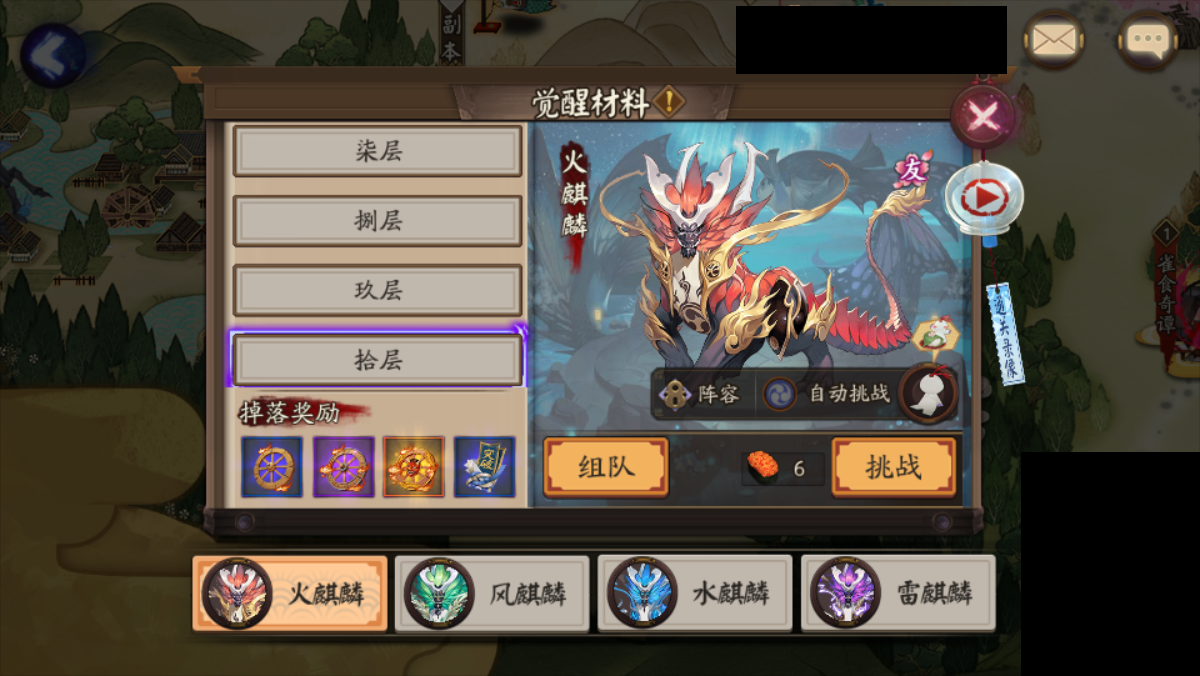 副本
觉醒材料
柒层
捌层
玖层
拾层
掉落奖励
突破
火麒麟
友
阵容
自动挑战
组队
6
挑战
通关录像
1
雀食奇谭
火麒麟
风麒麟
水麒麟
雷麒麟